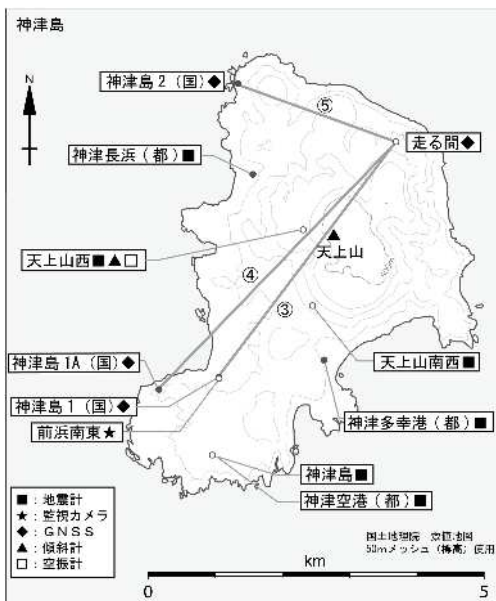 神津島
N
神津島2（国）◆
⑤
走る間◆
神津長浜（都）■
天上山西■▲□
天上山
④
③
神津島1A（国）◆
天上山南西■
神津島1（国）◆
前浜南東★
神津多幸港（都）■
神津島■
神津空港（都）■
■：地震計
★：監視カメラ
◆：GNSS
▲：傾斜計
□：空振計
国土地理院 数値地図
50mメッシュ（標高）使用
km
0 5